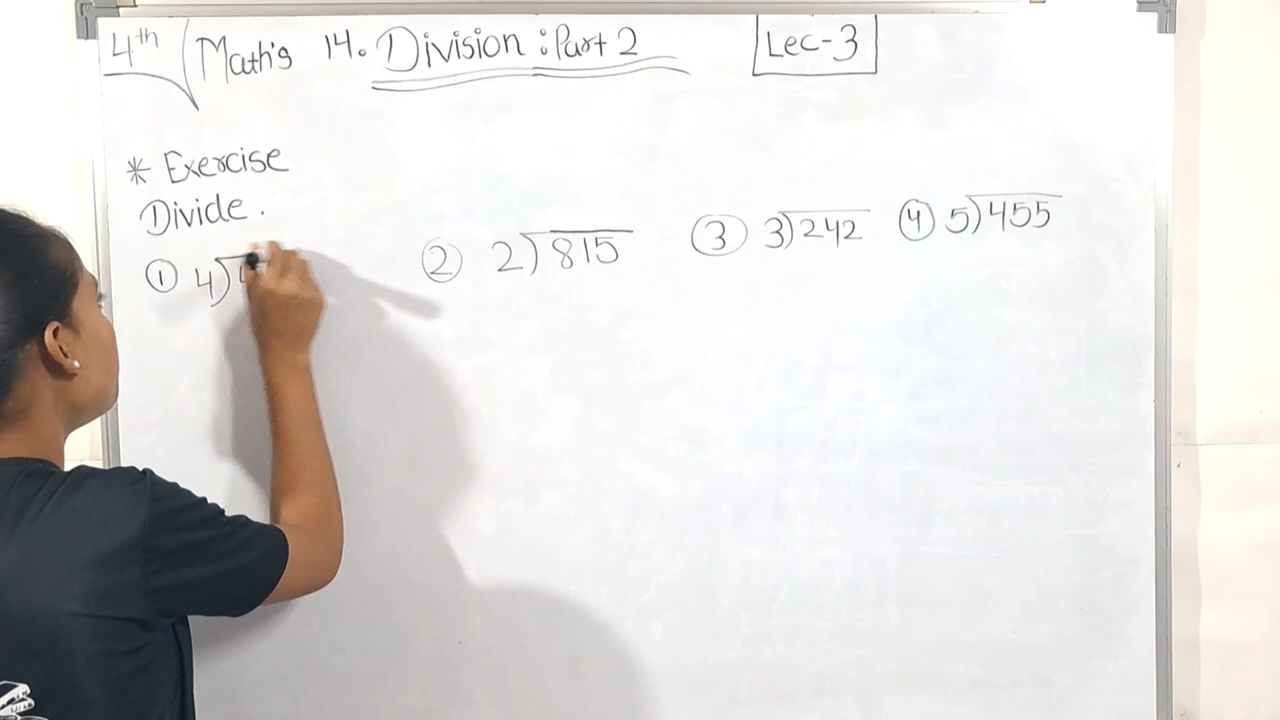 4th Math's 14. Division : Part 2 Lec-3
* Exercise
Divide.
① 4)
② 2)815
③ 3)242
④ 5)455